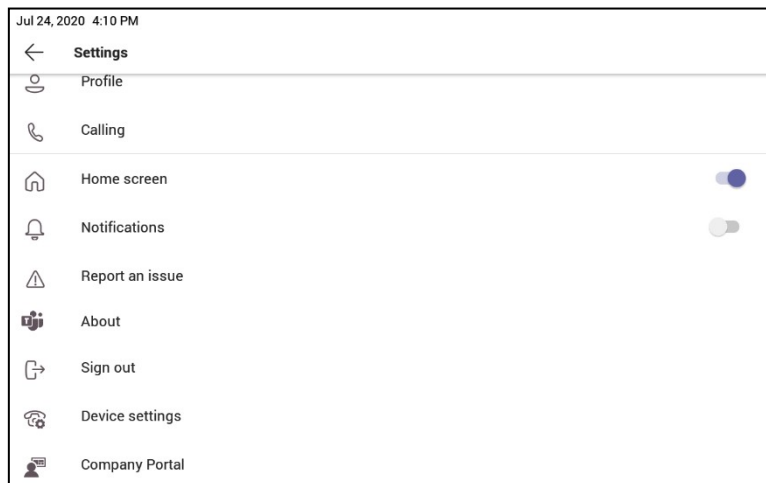 Jul 24, 2020 4:10 PM
Settings
Profile
Calling
Home screen
Notifications
Report an issue
About
Sign out
Device settings
Company Portal